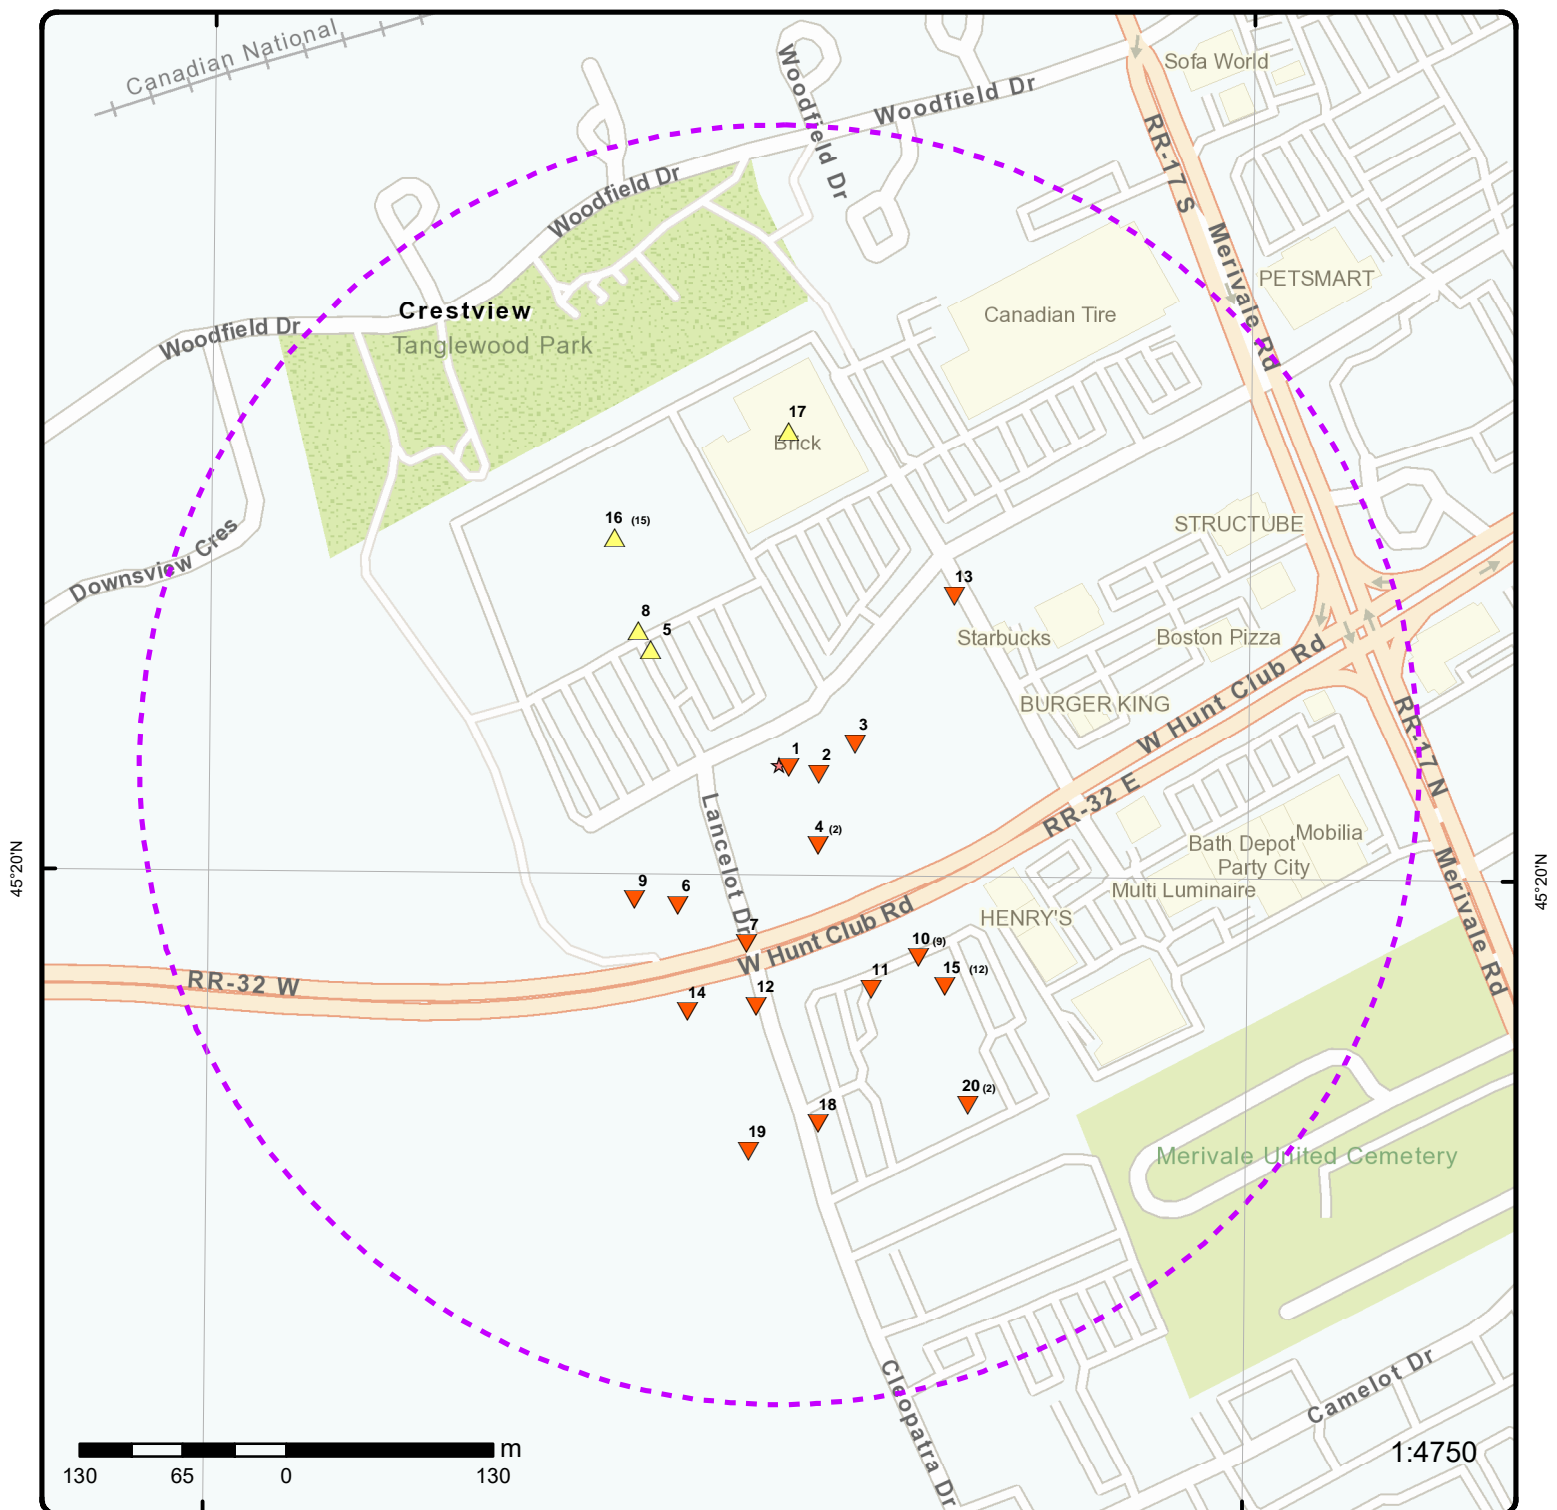 Canadian National
Woodfield Dr
Woodfield Dr
Sofa World
RR-17 S
Woodfield Dr
Merivale Rd
PETSMART
Crestview
Canadian Tire
Woodfield Dr
Tanglewood Park
17
Brick
16 (15)
STRUCTUBE
Downsview Cres
13
8
5
Starbucks
Boston Pizza
BURGER KING
W Hunt Club Rd
3
1
2
RR-17 N
RR-32 E
Lancelot Dr
4 (2)
Mobilia
Bath Depot
45°20'N
45°20'N
Party City
9
6
Multi Luminaire
HENRY'S
Merivale Rd
7
W Hunt Club Rd
10 (9)
11
15 (12)
RR-32 W
14
12
20 (2)
18
19
Merivale United Cemetery
Cleopatra Dr
Camelot Dr
m
130 65 0 130
1:4750